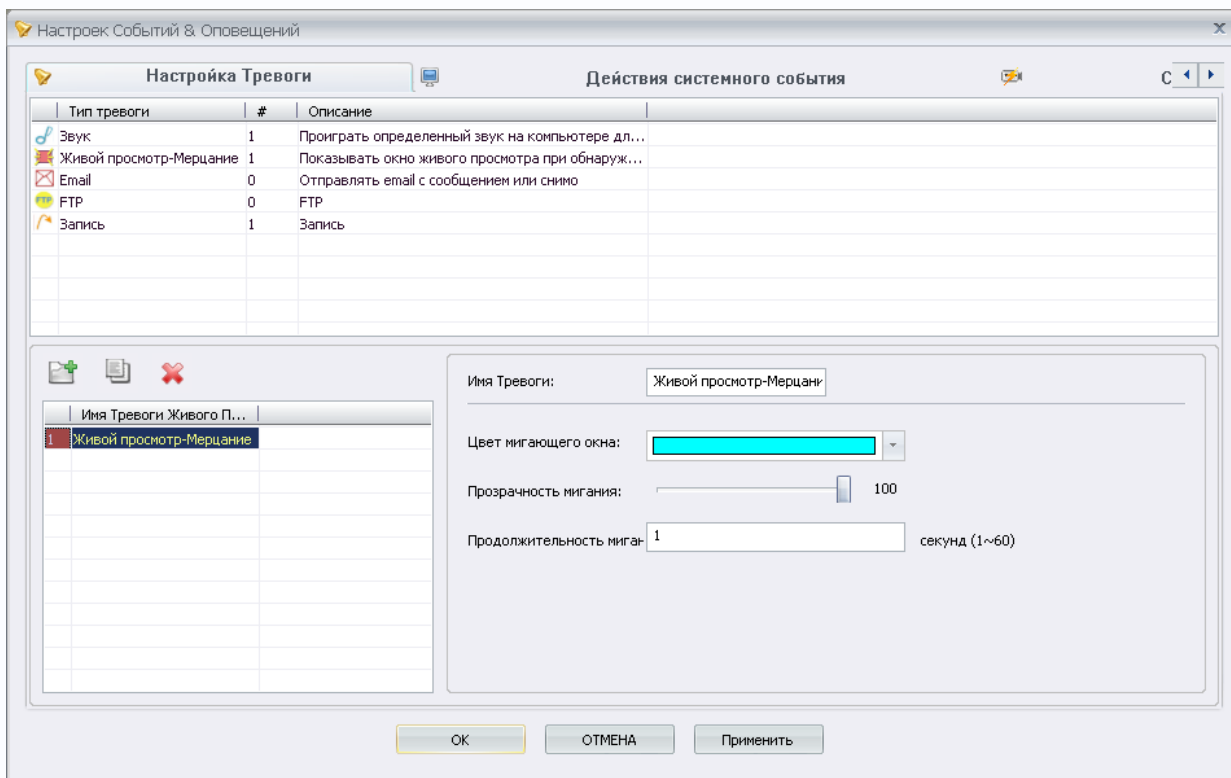 Настроек Событий & Оповещений
Настройка Тревоги Действия системного события С
Тип тревоги # Описание
Звук 1 Проиграть определенный звук на компьютере дл...
Живой просмотр-Мерцание 1 Показывать окно живого просмотра при обнаруж...
Email 0 Отправлять email с сообщением или снимо
FTP FTP 0 FTP
Запись 1 Запись
Имя Тревоги: Живой просмотр-Мерцани
Имя Тревоги Живого П...
1 Живой просмотр-Мерцание
Цвет мигающего окна:
Прозрачность мигания: 100
Продолжительность миган 1 секунд (1~60)
OK ОТМЕНА Применить